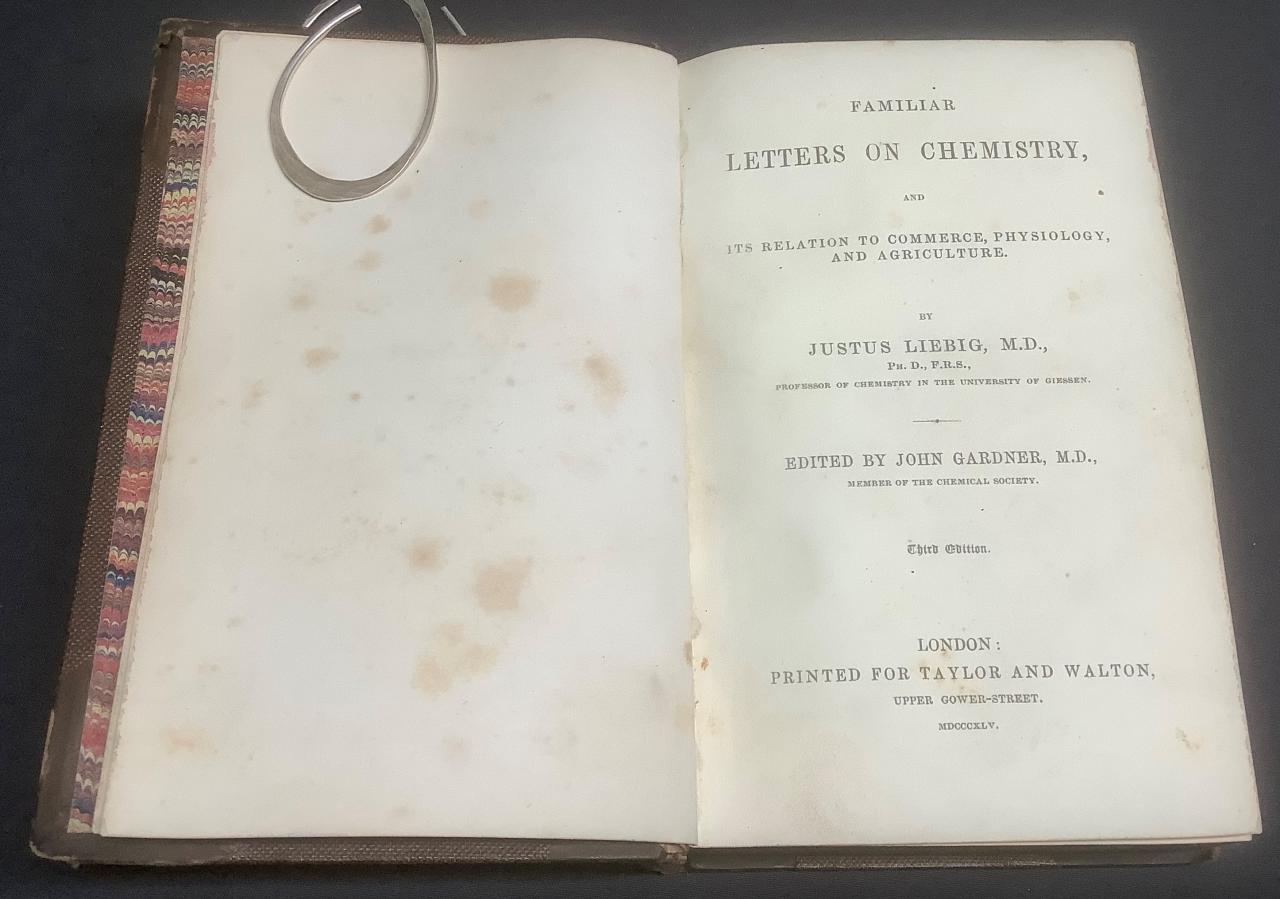 FAMILIAR
LETTERS ON CHEMISTRY,
AND
ITS RELATION TO COMMERCE, PHYSIOLOGY,
AND AGRICULTURE.
BY
JUSTUS LIEBIG, M.D.,
PH. D., F.R.S.,
PROFESSOR OF CHEMISTRY IN THE UNIVERSITY OF GIESSEN.
EDITED BY JOHN GARDNER, M.D.,
MEMBER OF THE CHEMICAL SOCIETY.
Third Edition.
LONDON:
PRINTED FOR TAYLOR AND WALTON,
UPPER GOWER-STREET.
MDCCCXLV.